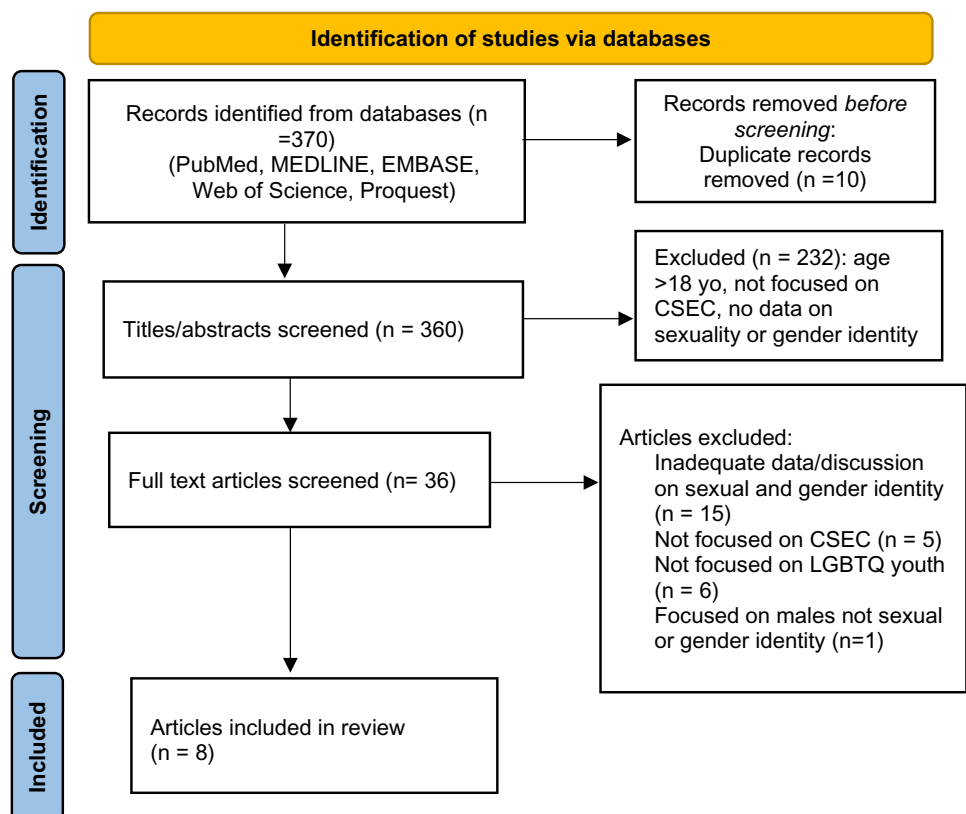 Identification of studies via databases
Identification
Records identified from databases (n
=370)
(PubMed, MEDLINE, EMBASE,
Web of Science, Proquest)
Records removed before
screening:
Duplicate records
removed (n =10)
Screening
Titles/abstracts screened (n = 360)
Excluded (n = 232): age
>18 yo, not focused on
CSEC, no data on
sexuality or gender identity
Full text articles screened (n= 36)
Articles excluded:
Inadequate data/discussion
on sexual and gender identity
(n = 15)
Not focused on CSEC (n = 5)
Not focused on LGBTQ youth
(n = 6)
Focused on males not sexual
or gender identity (n=1)
Included
Articles included in review
(n = 8)